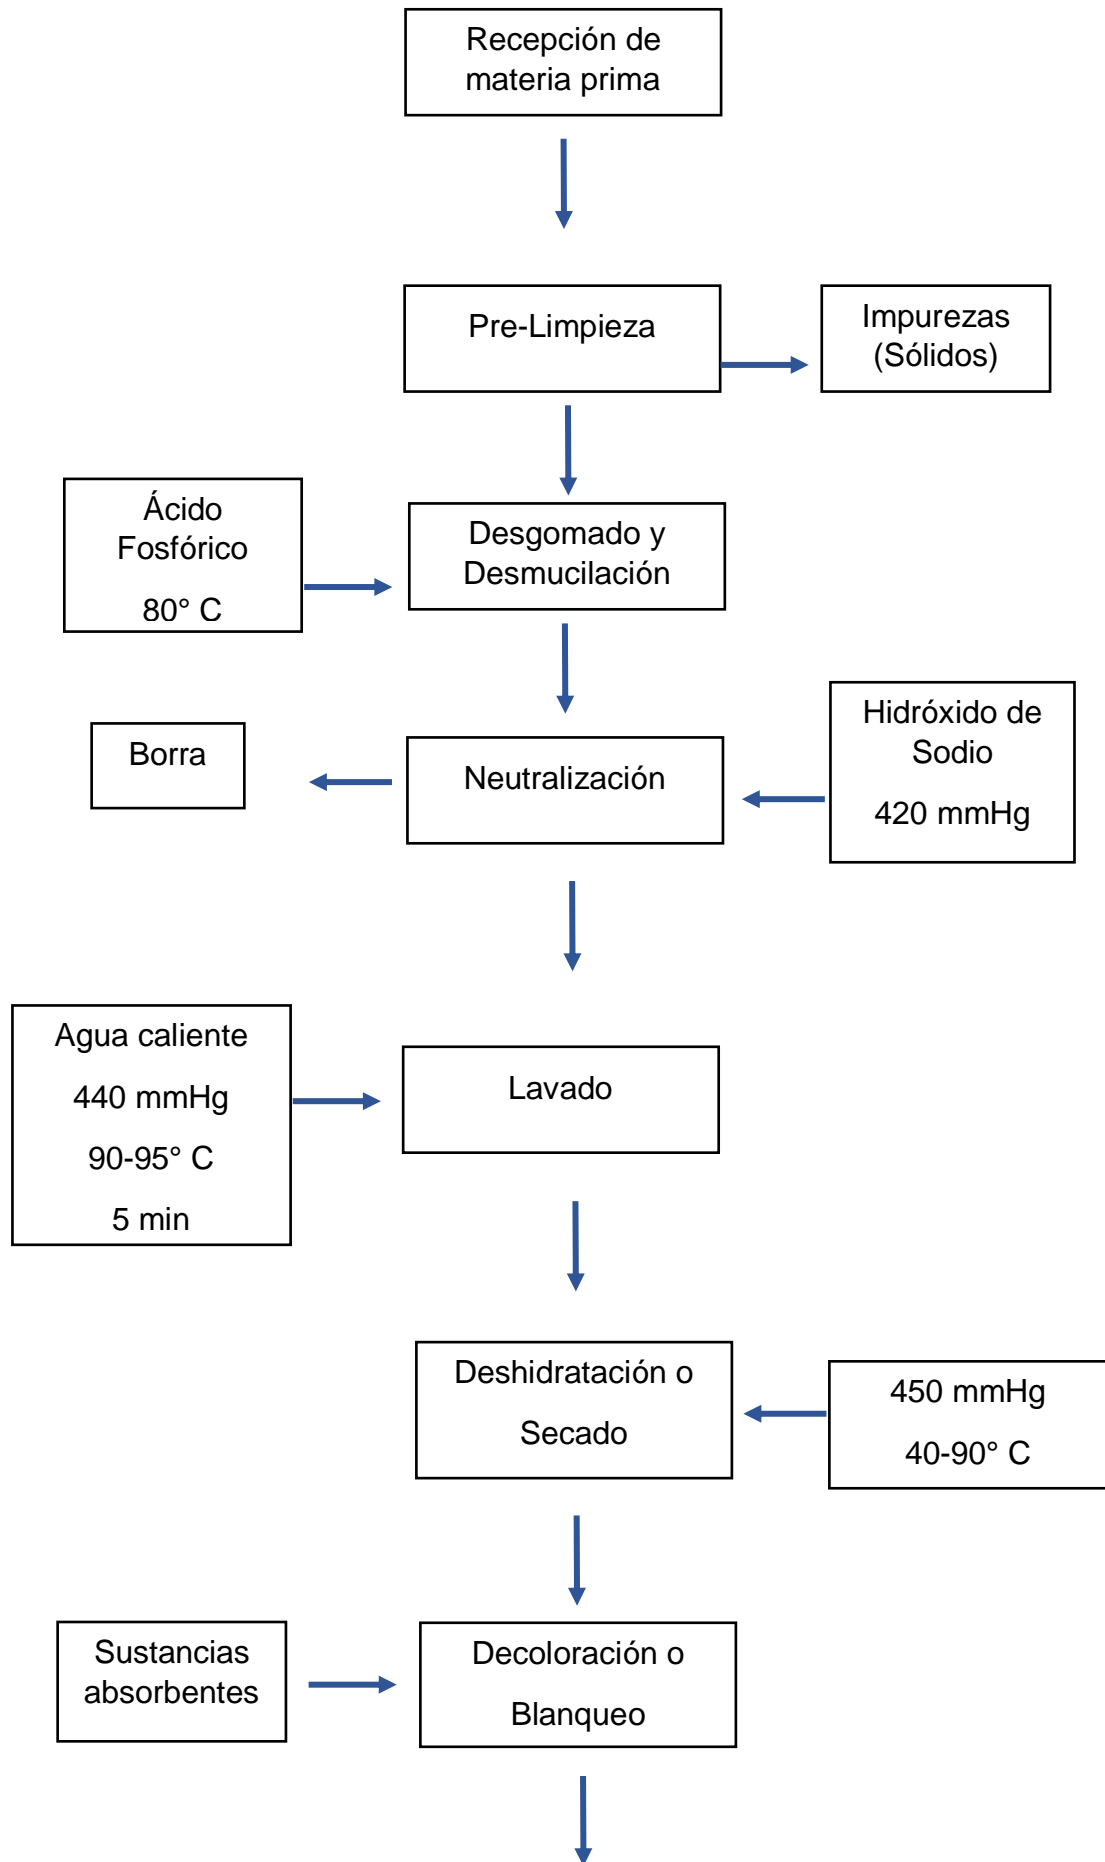 Recepción de
materia prima
Pre-Limpieza
Impurezas
(Sólidos)
Ácido
Fosfórico
80° C
Desgomado y
Desmucilación
Borra
Neutralización
Hidróxido de
Sodio
420 mmHg
Agua caliente
440 mmHg
90-95° C
5 min
Lavado
Deshidratación o
Secado
450 mmHg
40-90° C
Sustancias
absorbentes
Decoloración o
Blanqueo